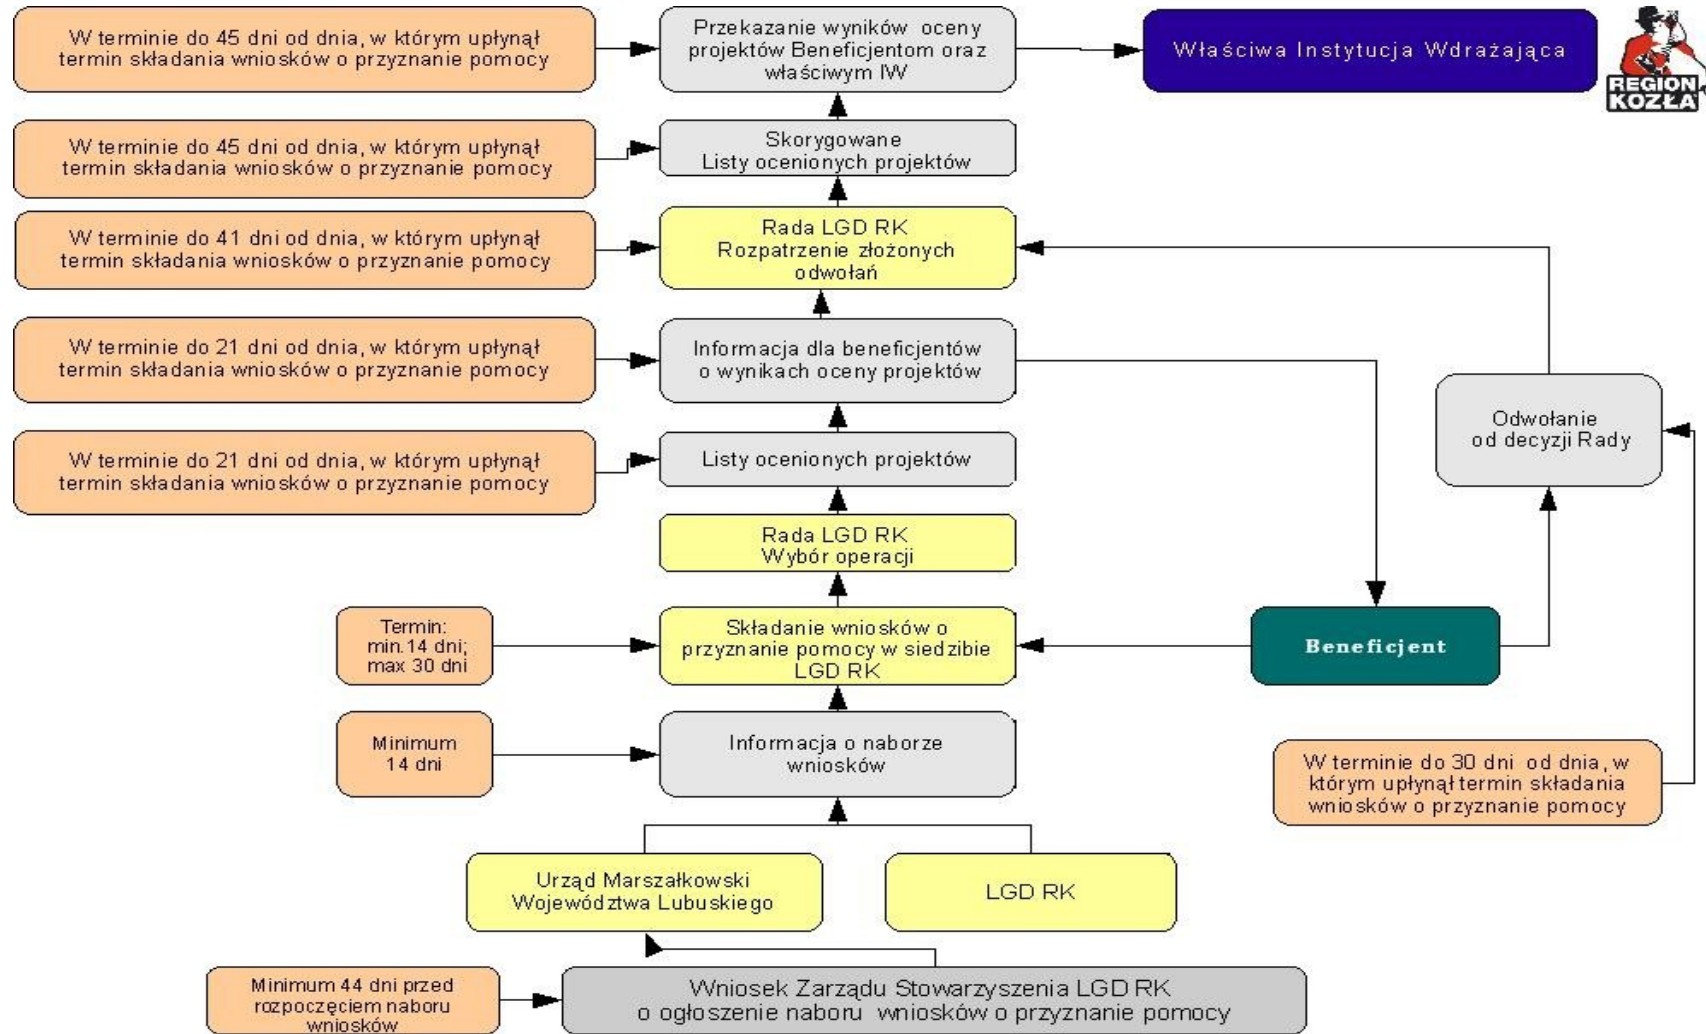 W terminie do 45 dni od dnia, w którym upłynął
termin składania wniosków o przyznanie pomocy
Przekazanie wyników oceny
projektów Beneficjentom oraz
właściwym IW
Właściwa Instytucja Wdrażająca
REGION
KOZŁA
W terminie do 45 dni od dnia, w którym upłynął
termin składania wniosków o przyznanie pomocy
Skorygowane
Listy ocenionych projektów
W terminie do 41 dni od dnia, w którym upłynął
termin składania wniosków o przyznanie pomocy
Rada LGD RK
Rozpatrzenie złożonych
odwołań
W terminie do 21 dni od dnia, w którym upłynął
termin składania wniosków o przyznanie pomocy
Informacja dla beneficjentów
o wynikach oceny projektów
Odwołanie
od decyzji Rady
W terminie do 21 dni od dnia, w którym upłynął
termin składania wniosków o przyznanie pomocy
Listy ocenionych projektów
Rada LGD RK
Wybór operacji
Termin:
min.14 dni;
max 30 dni
Składanie wniosków o
przyznanie pomocy w siedzibie
LGD RK
Beneficjent
Minimum
14 dni
Informacja o naborze
wniosków
W terminie do 30 dni od dnia, w
którym upłynął termin składania
wniosków o przyznanie pomocy
Urząd Marszałkowski
Województwa Lubuskiego
LGD RK
Minimum 44 dni przed
rozpoczęciem naboru
wniosków
Wniosek Zarządu Stowarzyszenia LGD RK
o ogłoszenie naboru wniosków o przyznanie pomocy